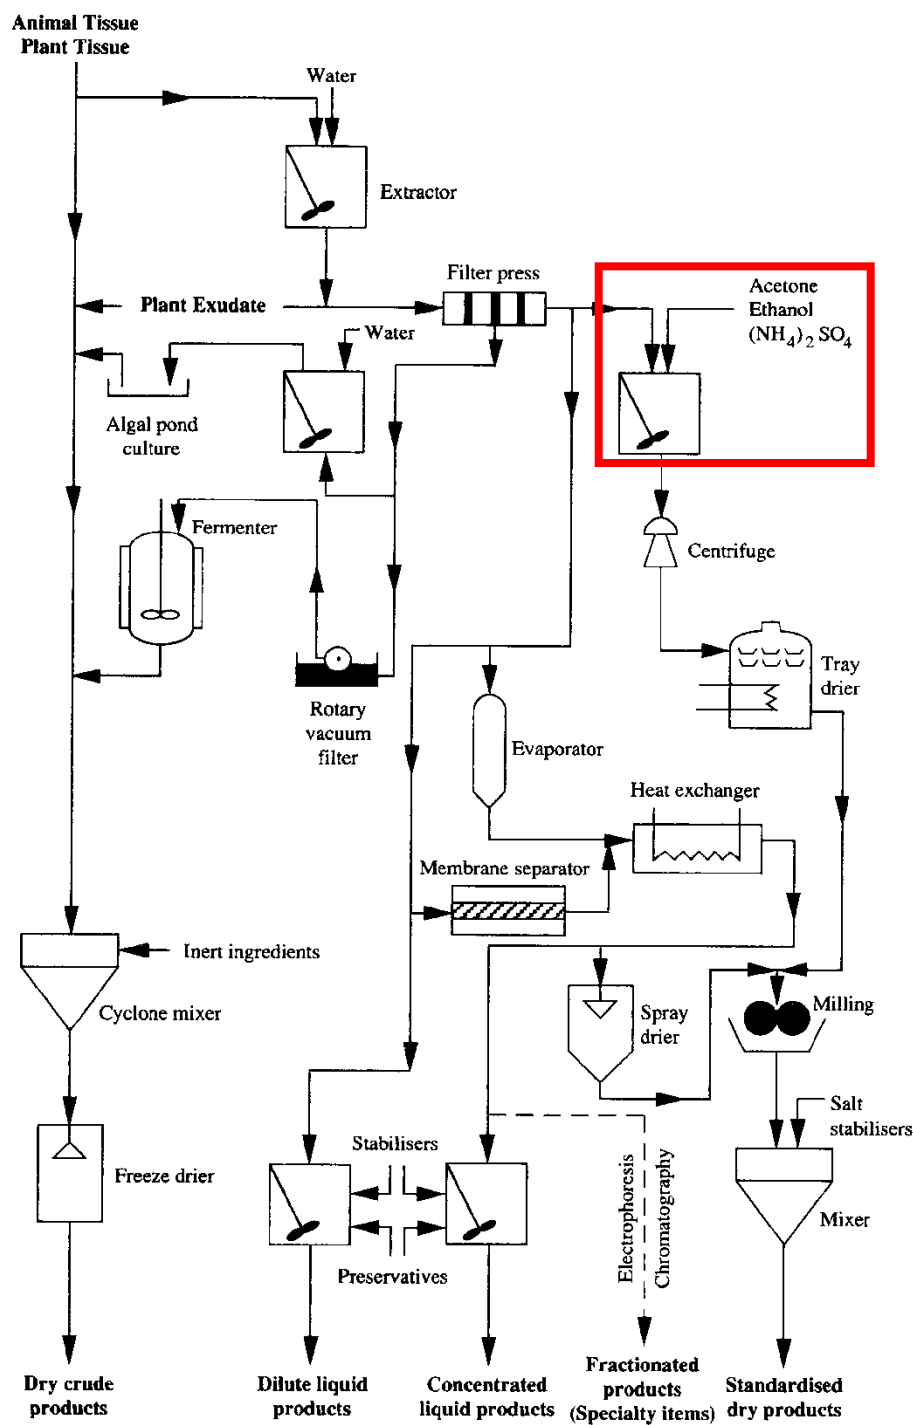 Animal Tissue
Plant Tissue
Water
Extractor
Filter press
Plant Exudate
Acetone
Ethanol
(NH4)2 SO4
Water
Algal pond
culture
Fermenter
Centrifuge
Rotary
vacuum
filter
Tray
drier
Evaporator
Heat exchanger
Membrane separator
Inert ingredients
Cyclone mixer
Spray
drier
Milling
Salt
stabilisers
Freeze drier
Stabilisers
Preservatives
Electrophoresis
Chromatography
Mixer
Dry crude
products
Dilute liquid
products
Concentrated
liquid products
Fractionated
products
(Specialty items)
Standardised
dry products